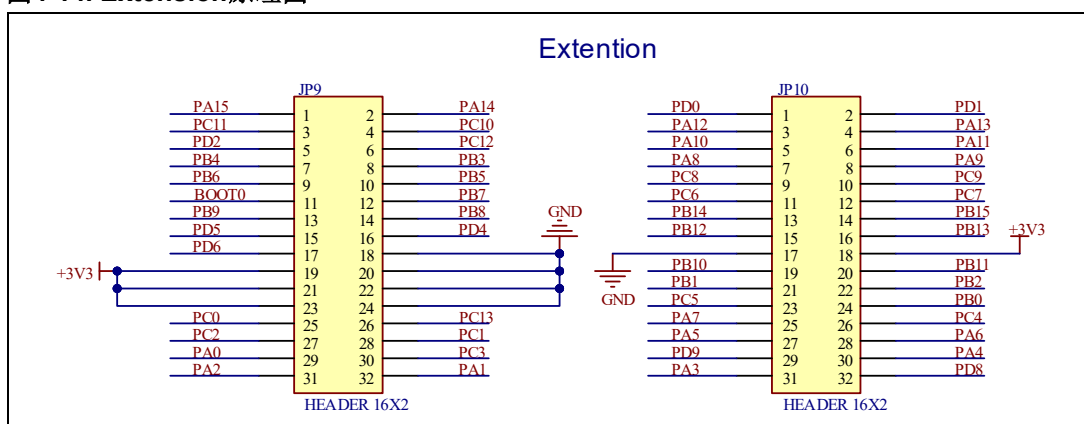 Extension原理图
Extention
JP9
PA15 1 2 PA14
PC11 3 4 PC10
PD2 5 6 PC12
PB4 7 8 PB3
PB6 9 10 PB5
BOOT0 11 12 PB7
PB9 13 14 PB8
PD5 15 16 PD4
PD6 17 18
GND
+3V3
19 20
21 22
23 24
PC0 25 26 PC13
PC2 27 28 PC1
PA0 29 30 PC3
PA2 31 32 PA1
HEADER 16X2
JP10
PD0 1 2 PD1
PA12 3 4 PA13
PA10 5 6 PA11
PA8 7 8 PA9
PC8 9 10 PC9
PC6 11 12 PC7
PB14 13 14 PB15
PB12 15 16 PB13
+3V3
17 18
GND
PB10 19 20 PB11
PB1 21 22 PB2
PC5 23 24 PB0
PA7 25 26 PC4
PA5 27 28 PA6
PD9 29 30 PA4
PA3 31 32 PD8
HEADER 16X2